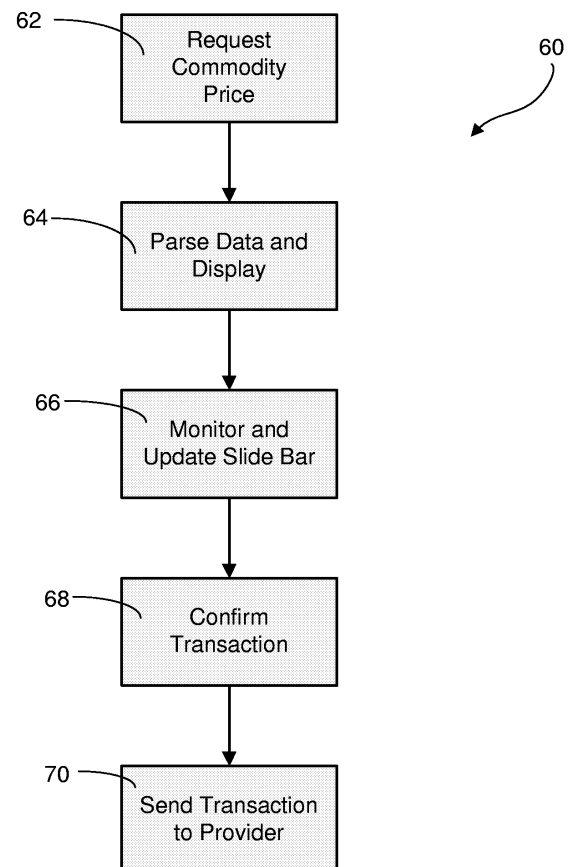 62
Request
Commodity
Price
60
64
Parse Data and
Display
66
Monitor and
Update Slide Bar
68
Confirm
Transaction
70
Send Transaction
to Provider